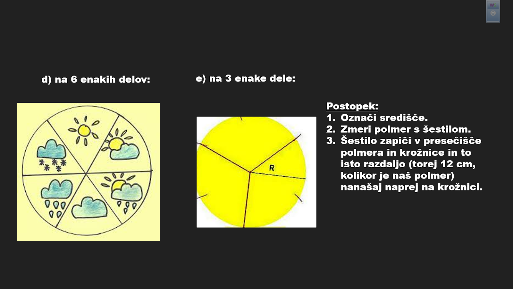 d) na 6 enakih delov:
e) na 3 enake dele:
R
Postopek:
1. Označi središče.
2. Zmeri polmer s šestilom.
3. Šestilo zapiči v presečišče
polmera in krožnice in to
isto razdaljo (torej 12 cm,
kolikor je naš polmer)
nanašaj naprej na krožnici.